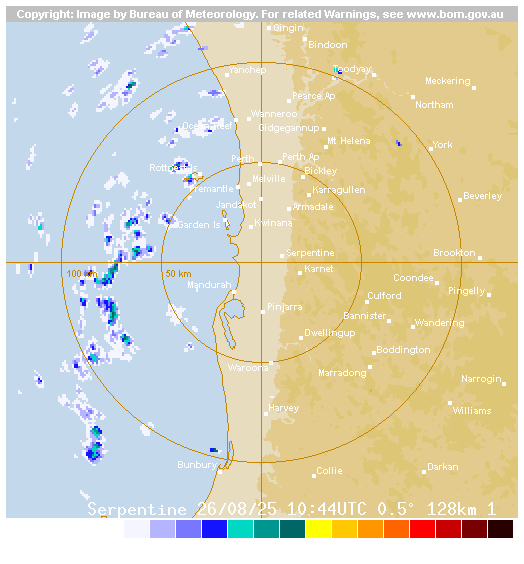 Copyright: Image by Bureau of Meteorology. For related Warnings, see www.bom.gov.au
Gingin
Bindoon
Yanchep
Toodyay
Meckering
Pearce Ap
Northam
Wanneroo
Ocean Reef
Gidgegannup
Mt Helena
York
Perth
Perth Ap
Rottnest
Bickley
Melville
Fremantle
Karragullen
Beverley
Jandakot
Armadale
Garden Is
Kwinana
Serpentine
Brookton
100 km
50 km
Karnet
Coondee
Mandurah
Pingelly
Culford
Pinjarra
Bannister
Wandering
Dwellingup
Boddington
Waroona
Marradong
Narrogin
Harvey
Williams
Bunbury
Collie
Darkan
Serpentine 26/08/25 10:44UTC 0.5° 128km 1